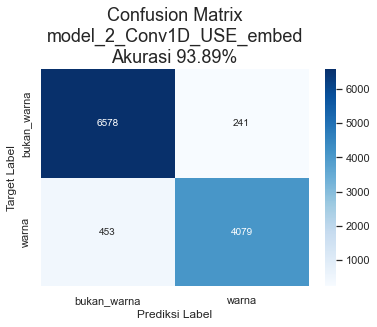 Confusion Matrix
model_2_Conv1D_USE_embed
Akurasi 93.89%
Target Label
bukan_warna
warna
6578
241
453
4079
bukan_warna
warna
Prediksi Label
6000
5000
4000
3000
2000
1000